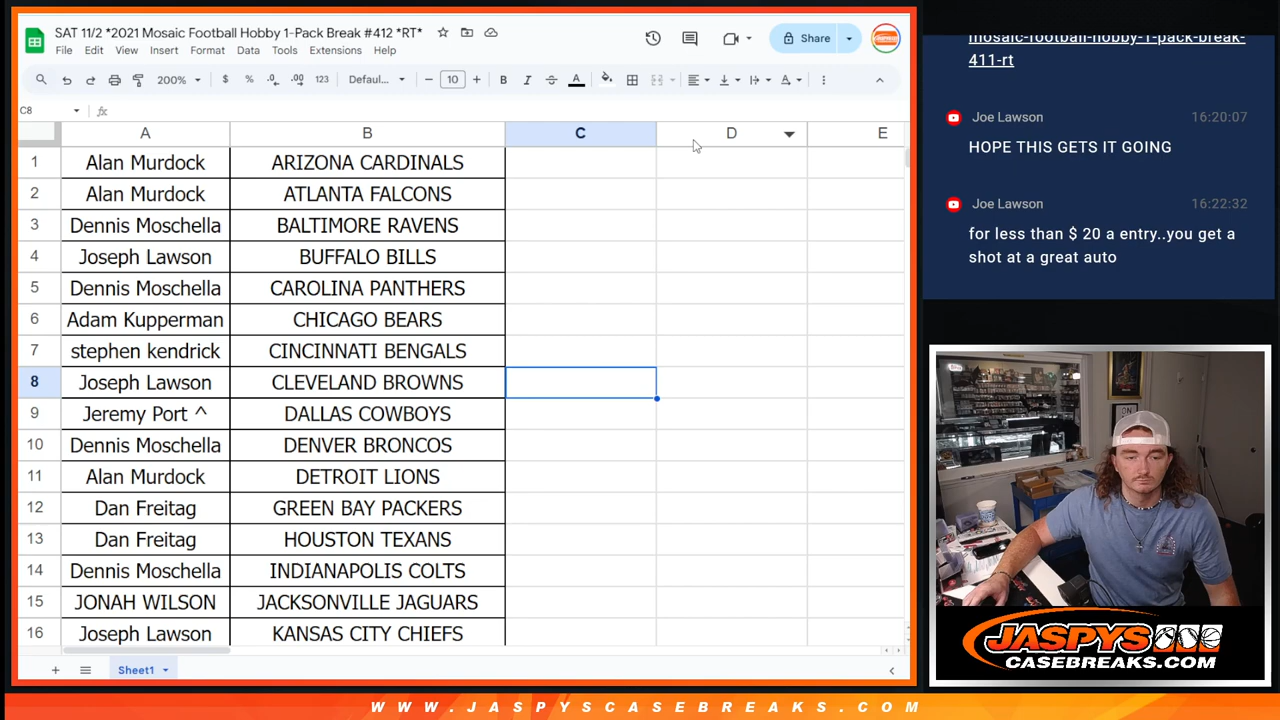 SAT 11/2 *2021 Mosaic Football Hobby 1-Pack Break #412 *RT*
File Edit View Insert Format Data Tools Extensions Help
Share
200% $ % .0 .00 123 Defaul... 10
C8
A B C D E
1 Alan Murdock ARIZONA CARDINALS
2 Alan Murdock ATLANTA FALCONS
3 Dennis Moschella BALTIMORE RAVENS
4 Joseph Lawson BUFFALO BILLS
5 Dennis Moschella CAROLINA PANTHERS
6 Adam Kupperman CHICAGO BEARS
7 stephen kendrick CINCINNATI BENGALS
8 Joseph Lawson CLEVELAND BROWNS
9 Jeremy Port ^ DALLAS COWBOYS
10 Dennis Moschella DENVER BRONCOS
11 Alan Murdock DETROIT LIONS
12 Dan Freitag GREEN BAY PACKERS
13 Dan Freitag HOUSTON TEXANS
14 Dennis Moschella INDIANAPOLIS COLTS
15 JONAH WILSON JACKSONVILLE JAGUARS
16 Joseph Lawson KANSAS CITY CHIEFS
Sheet1
mosaic-football-hobby-1-pack-break-
411-rt
Joe Lawson 16:20:07
HOPE THIS GETS IT GOING
Joe Lawson 16:22:32
for less than $ 20 a entry..you get a
shot at a great auto
JASPYS
CASEBREAKS.COM
WWW.JASPYSCASEBREAKS.COM